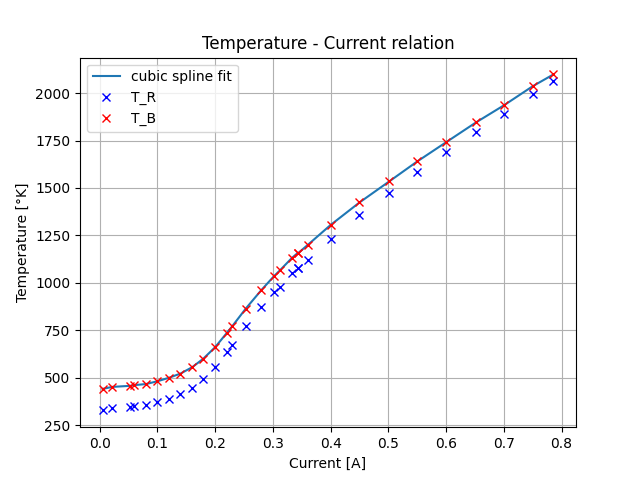 Temperature - Current relation
cubic spline fit
T_R
T_B
Temperature [°K]
2000
1750
1500
1250
1000
750
500
250
0.0 0.1 0.2 0.3 0.4 0.5 0.6 0.7 0.8
Current [A]